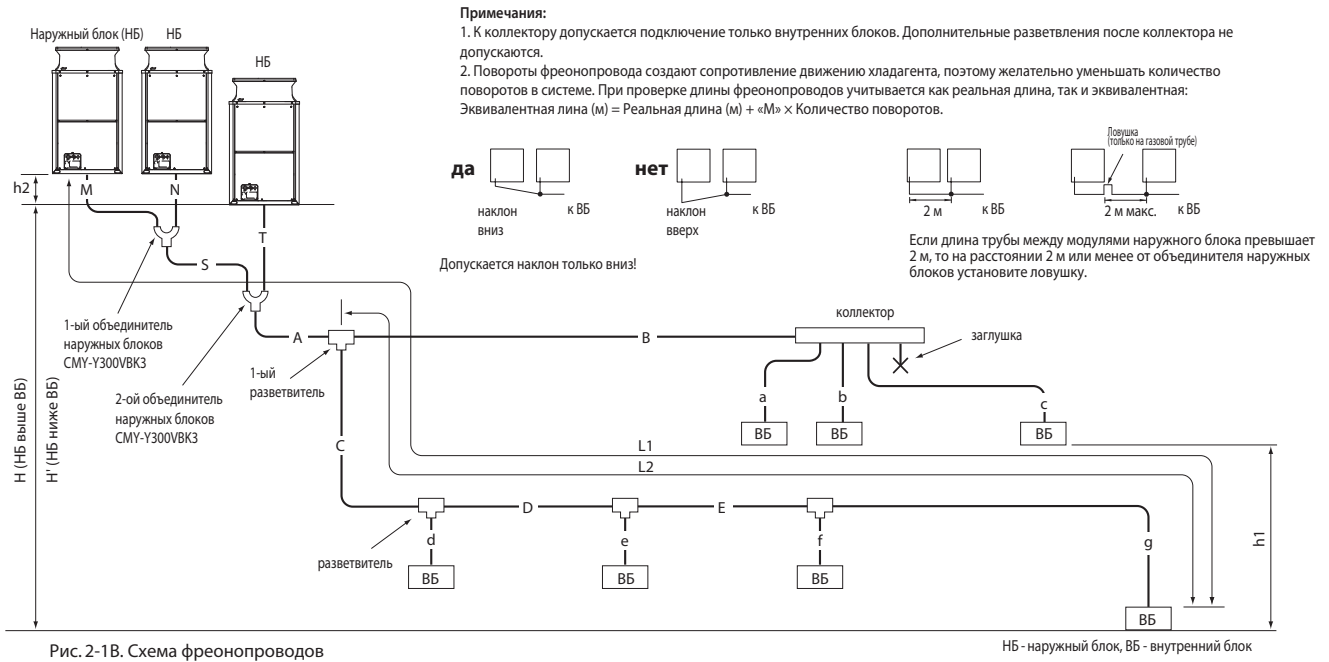 Примечания:
1. К коллектору допускается подключение только внутренних блоков. Дополнительные разветвления после коллектора не
допускаются.
2. Повороты фреонопровода создают сопротивление движению хладагента, поэтому желательно уменьшать количество
поворотов в системе. При проверке длины фреонопроводов учитывается как реальная длина, так и эквивалентная:
Эквивалентная лина (м) = Реальная длина (м) + «М» × Количество поворотов.
Наружный блок (НБ)
НБ
НБ
h2
M
N
T
S
да
наклон
вниз
к ВБ
нет
наклон
вверх
к ВБ
Допускается наклон только вниз!
2 м
к ВБ
Ловушка
(только на газовой трубе)
2 м макс.
к ВБ
Если длина трубы между модулями наружного блока превышает
2 м, то на расстоянии 2 м или менее от объединителя наружных
блоков установите ловушку.
1-ый объединитель
наружных блоков
CMY-Y300VBK3
2-ой объединитель
наружных блоков
CMY-Y300VBK3
A
1-ый
разветвитель
B
коллектор
заглушка
a
b
c
ВБ
ВБ
ВБ
H (НБ выше ВБ)
H' (НБ ниже ВБ)
C
L1
L2
D
E
разветвитель
d
e
f
g
h1
ВБ
ВБ
ВБ
ВБ
Рис. 2-1B. Схема фреонопроводов
НБ - наружный блок, ВБ - внутренний блок